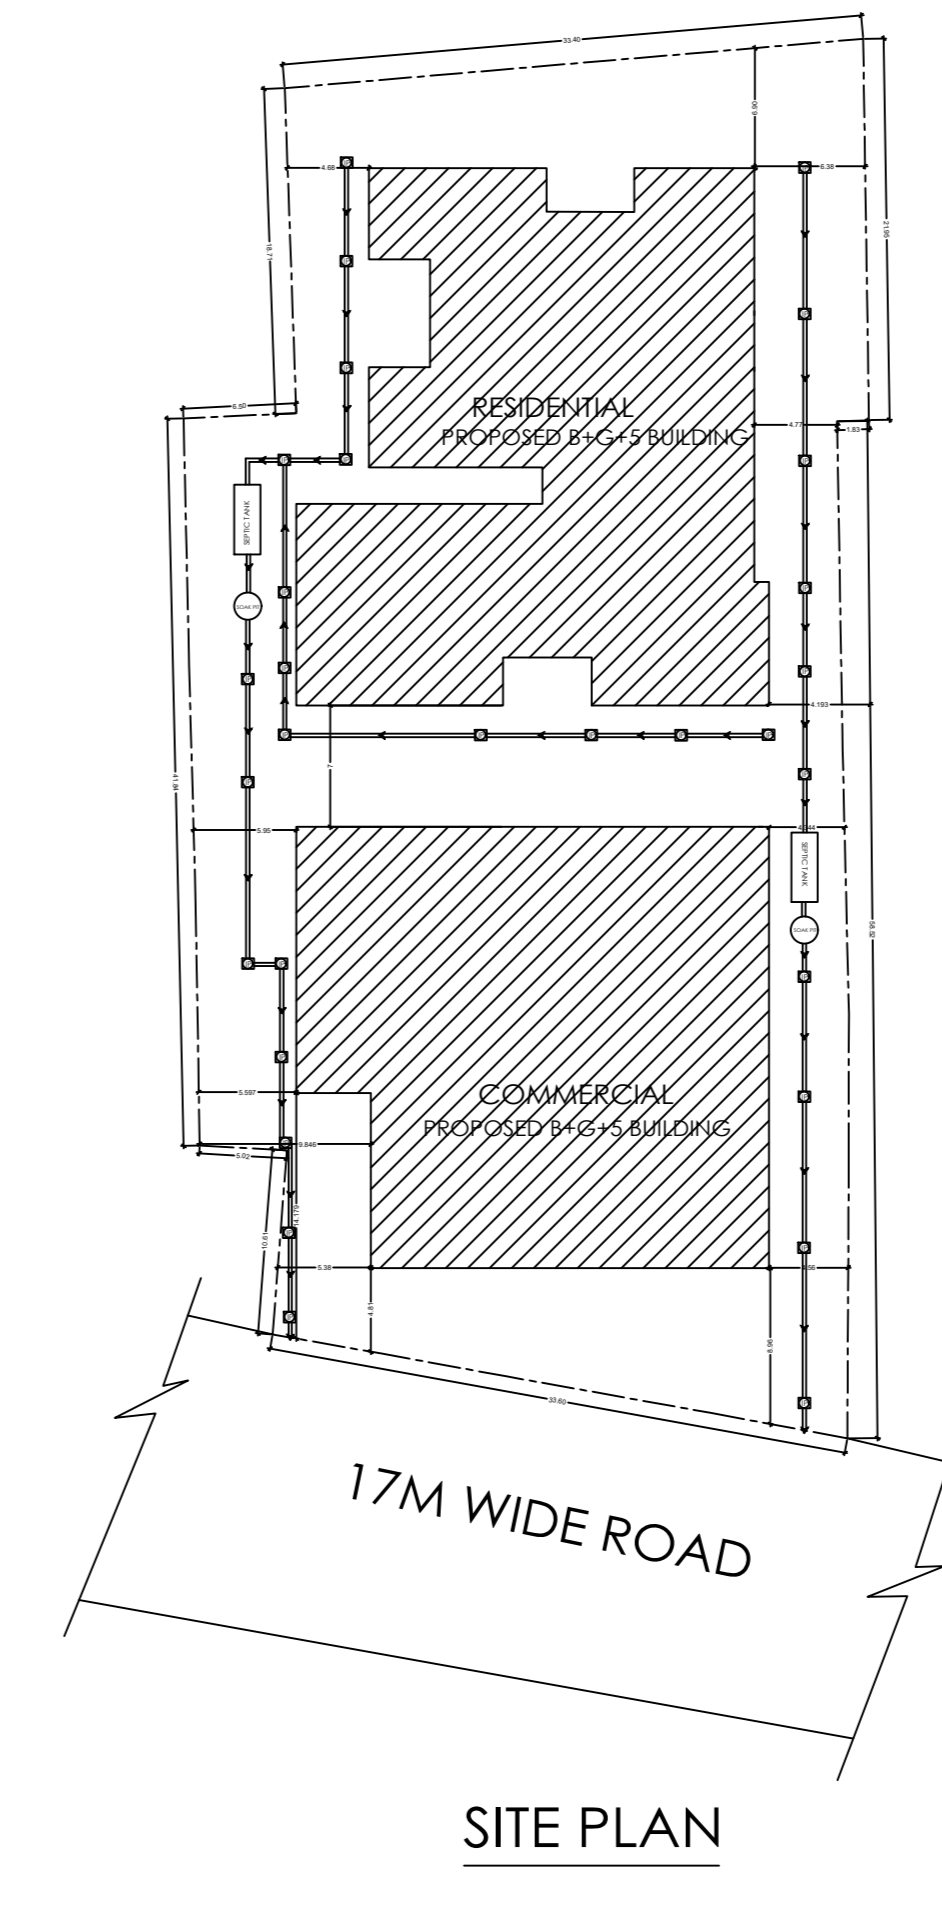 33.40
6.90
4.68
6.38
18.71
21.95
RESIDENTIAL
PROPOSED B+G+5 BUILDING
6.50
4.77
1.83
SEPTIC TANK
SOAK PIT
4.193
7
41.84
5.95
SEPTIC TANK
SOAK PIT
58.52
5.597
COMMERCIAL
PROPOSED B+G+5 BUILDING
9.846
5.02
14.179
10.61
5.38
4.81
8.96
33.60
17M WIDE ROAD
SITE PLAN